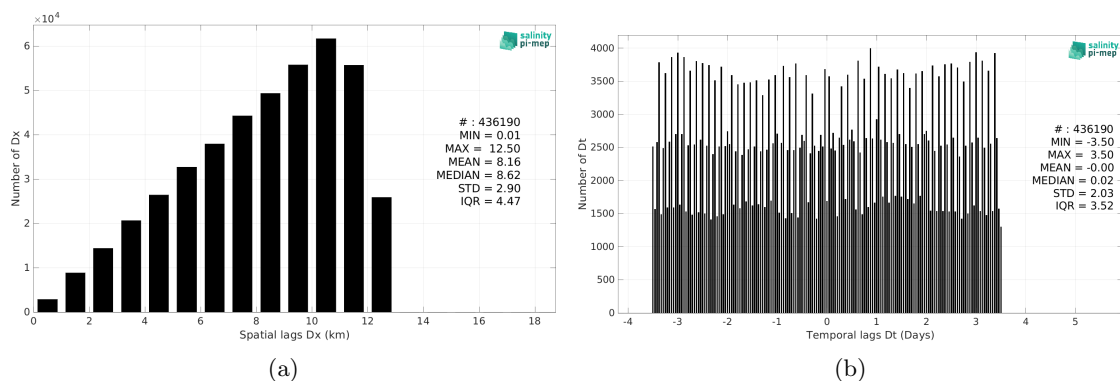 ×10⁴
6
5
4
3
2
1
0
Number of Dx
0 2 4 6 8 10 12 14 16 18
Spatial lags Dx (km)
salinity
pi-mep
# : 436190
MIN = 0.01
MAX = 12.50
MEAN = 8.16
MEDIAN = 8.62
STD = 2.90
IQR = 4.47
(a)
4000
3500
3000
2500
2000
1500
1000
500
0
Number of Dt
-4 -3 -2 -1 0 1 2 3 4 5
Temporal lags Dt (Days)
salinity
pi-mep
# : 436190
MIN = -3.50
MAX = 3.50
MEAN = -0.00
MEDIAN = 0.02
STD = 2.03
IQR = 3.52
(b)